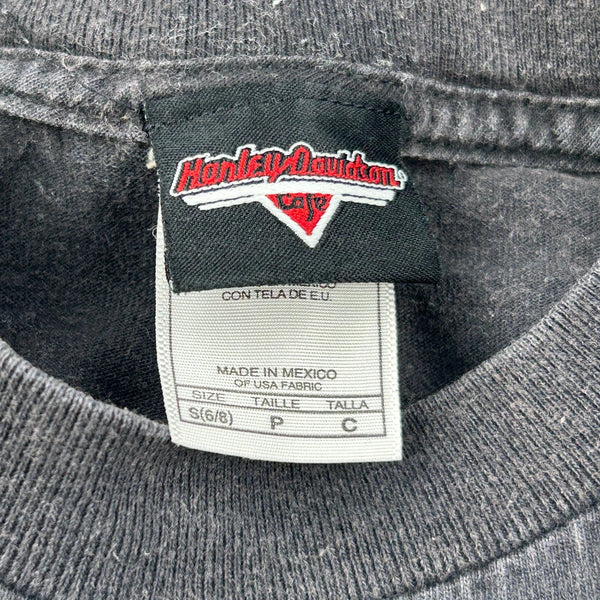 Harley-Davidson
Cafe
CON TELA DE E.U.
MADE IN MEXICO
OF USA FABRIC
SIZE TAILLE TALLA
S(6/8) P C